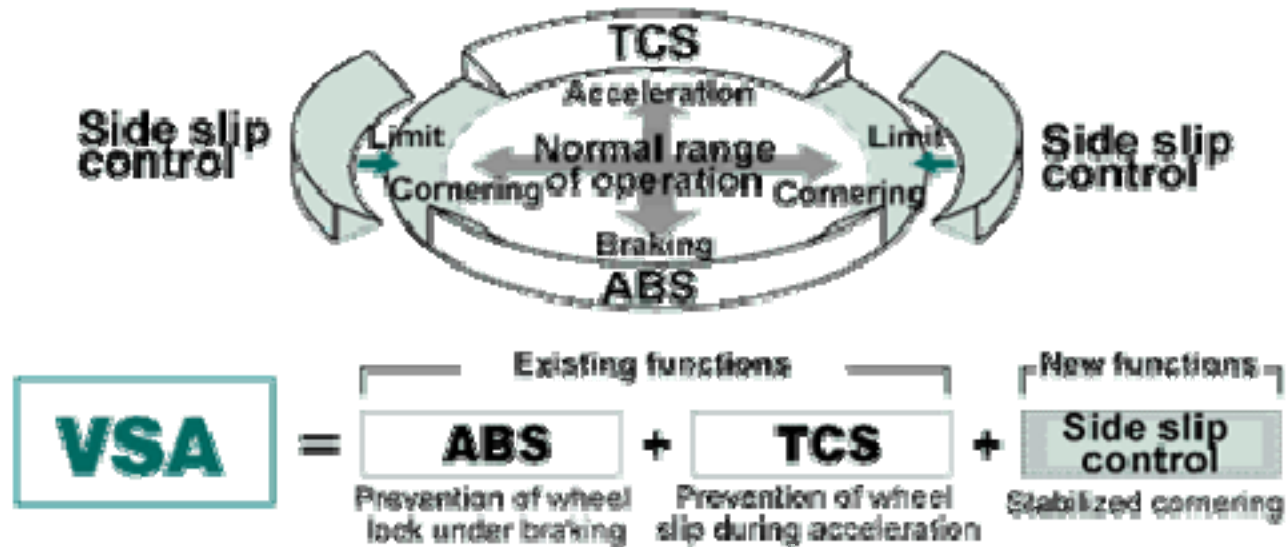 TCS
Acceleration
Side slip
control
Limit
Normal range
of operation
Limit
Side slip
control
Cornering
Cornering
Braking
ABS
Existing functions
New functions
VSA = ABS + TCS + Side slip
control
Prevention of wheel
lock under braking
Prevention of wheel
slip during acceleration
Stabilized cornering